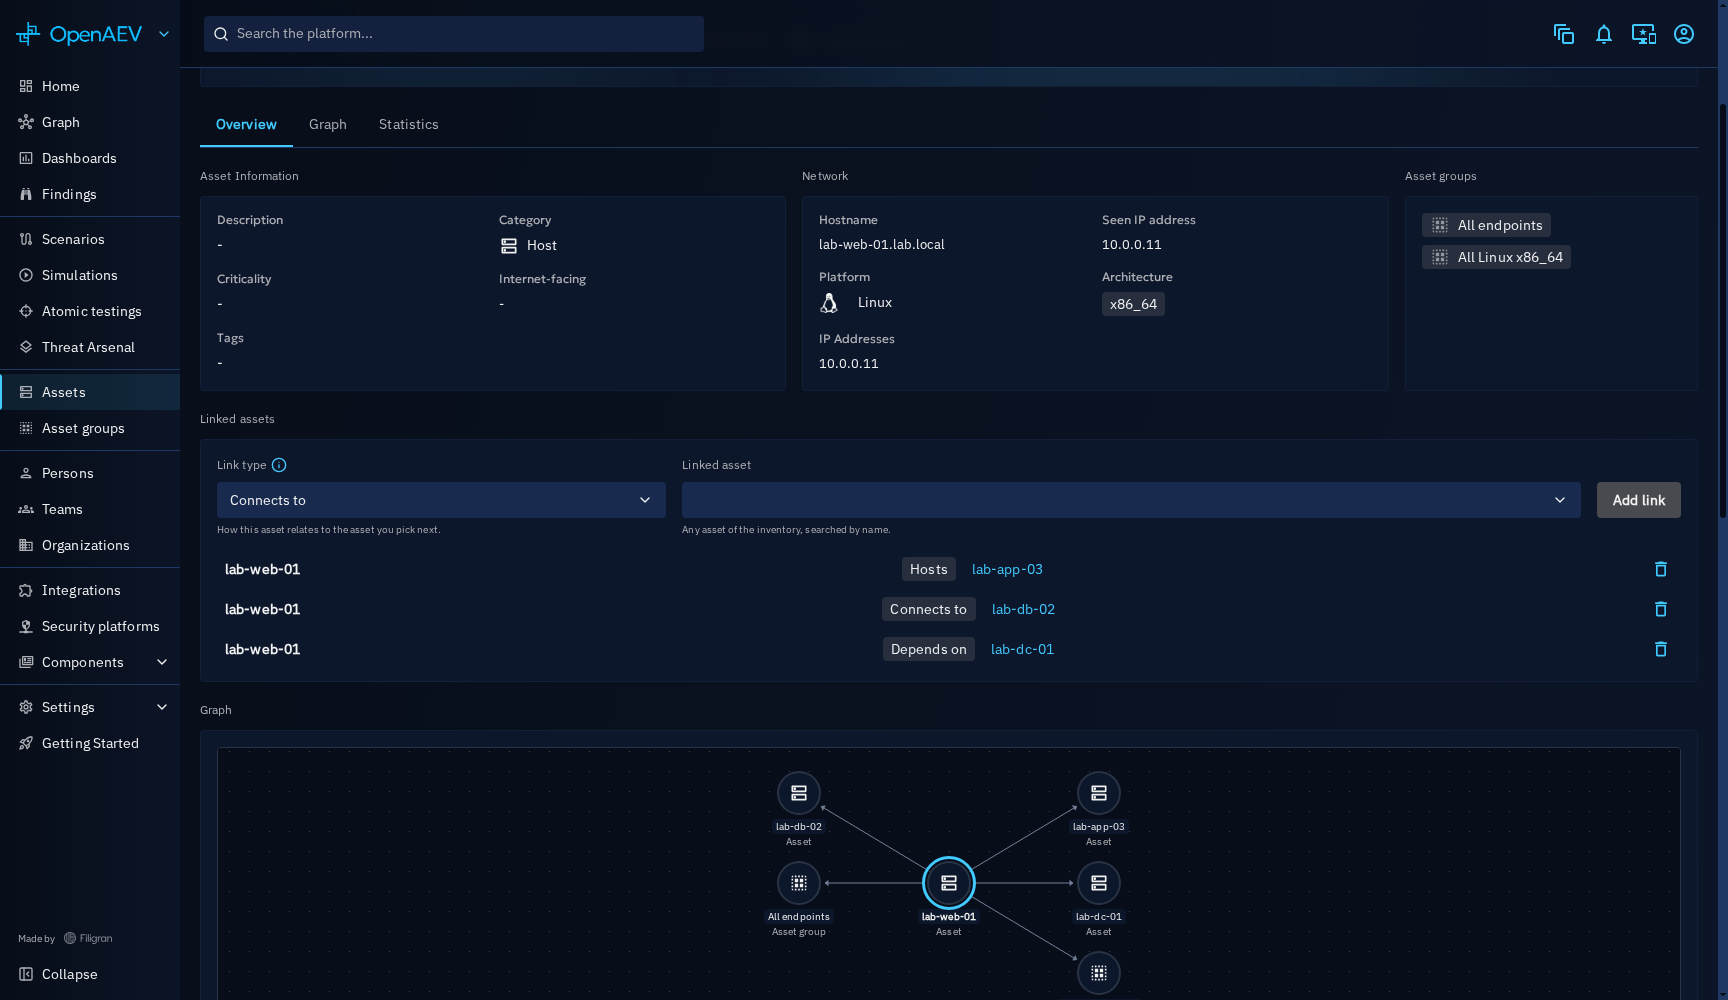 OpenAEV
Search the platform...
Home
Graph
Dashboards
Findings
Scenarios
Simulations
Atomic testings
Threat Arsenal
Assets
Asset groups
Persons
Teams
Organizations
Integrations
Security platforms
Components
Settings
Getting Started
Made by Filigran
Collapse
Overview Graph Statistics
Asset Information
Description
-
Category
Host
Criticality
-
Internet-facing
-
Tags
-
Network
Hostname
lab-web-01.lab.local
Seen IP address
10.0.0.11
Platform
Linux
Architecture
x86_64
IP Addresses
10.0.0.11
Asset groups
All endpoints
All Linux x86_64
Linked assets
Link type
Connects to
How this asset relates to the asset you pick next.
Linked asset
Any asset of the inventory, searched by name.
Add link
lab-web-01 Hosts lab-app-03
lab-web-01 Connects to lab-db-02
lab-web-01 Depends on lab-dc-01
Graph
lab-db-02
Asset
lab-app-03
Asset
All endpoints
Asset group
lab-web-01
Asset
lab-dc-01
Asset